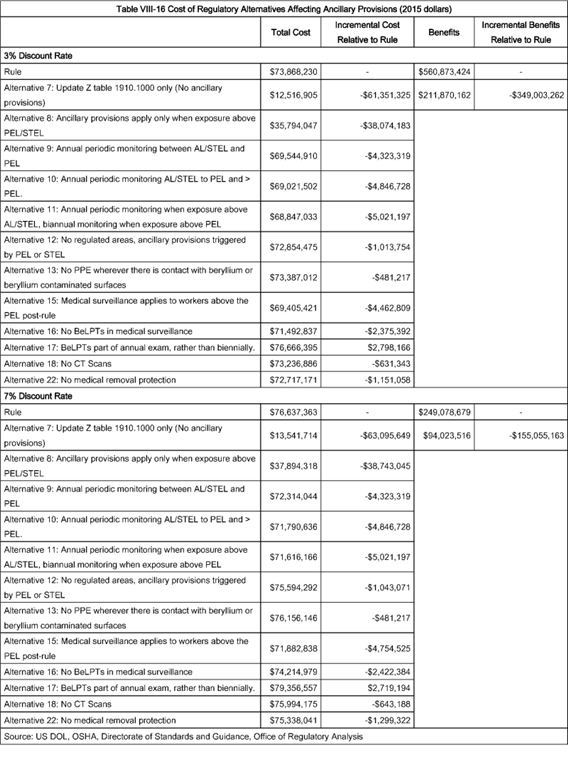 Table VIII-16 Cost of Regulatory Alternatives Affecting Ancillary Provisions (2015 dollars)
Total Cost
Incremental Cost
Relative to Rule
Benefits
Incremental Benefits
Relative to Rule
3% Discount Rate
Rule $73,868,230 - $560,873,424 -
Alternative 7: Update Z table 1910.1000 only (No ancillary
provisions) $12,516,905 -$61,351,325 $211,870,162 -$349,003,262
Alternative 8: Ancillary provisions apply only when exposure above
PEL/STEL $35,794,047 -$38,074,183
Alternative 9: Annual periodic monitoring between AL/STEL and
PEL $69,544,910 -$4,323,319
Alternative 10: Annual periodic monitoring AL/STEL to PEL and >
PEL. $69,021,502 -$4,846,728
Alternative 11: Annual periodic monitoring when exposure above
AL/STEL, biannual monitoring when exposure above PEL $68,847,033 -$5,021,197
Alternative 12: No regulated areas, ancillary provisions triggered
by PEL or STEL $72,854,475 -$1,013,754
Alternative 13: No PPE wherever there is contact with beryllium or
beryllium contaminated surfaces $73,387,012 -$481,217
Alternative 15: Medical surveillance applies to workers above the
PEL post-rule $69,405,421 -$4,462,809
Alternative 16: No BeLPTs in medical surveillance $71,492,837 -$2,375,392
Alternative 17: BeLPTs part of annual exam, rather than biennially. $76,666,395 $2,798,166
Alternative 18: No CT Scans $73,236,886 -$631,343
Alternative 22: No medical removal protection $72,717,171 -$1,151,058
7% Discount Rate
Rule $76,637,363 - $249,078,679 -
Alternative 7: Update Z table 1910.1000 only (No ancillary
provisions) $13,541,714 -$63,095,649 $94,023,516 -$155,055,163
Alternative 8: Ancillary provisions apply only when exposure above
PEL/STEL $37,894,318 -$38,743,045
Alternative 9: Annual periodic monitoring between AL/STEL and
PEL $72,314,044 -$4,323,319
Alternative 10: Annual periodic monitoring AL/STEL to PEL and >
PEL. $71,790,636 -$4,846,728
Alternative 11: Annual periodic monitoring when exposure above
AL/STEL, biannual monitoring when exposure above PEL $71,616,166 -$5,021,197
Alternative 12: No regulated areas, ancillary provisions triggered
by PEL or STEL $75,594,292 -$1,043,071
Alternative 13: No PPE wherever there is contact with beryllium or
beryllium contaminated surfaces $76,156,146 -$481,217
Alternative 15: Medical surveillance applies to workers above the
PEL post-rule $71,882,838 -$4,754,525
Alternative 16: No BeLPTs in medical surveillance $74,214,979 -$2,422,384
Alternative 17: BeLPTs part of annual exam, rather than biennially. $79,356,557 $2,719,194
Alternative 18: No CT Scans $75,994,175 -$643,188
Alternative 22: No medical removal protection $75,338,041 -$1,299,322
Source: US DOL, OSHA, Directorate of Standards and Guidance, Office of Regulatory Analysis